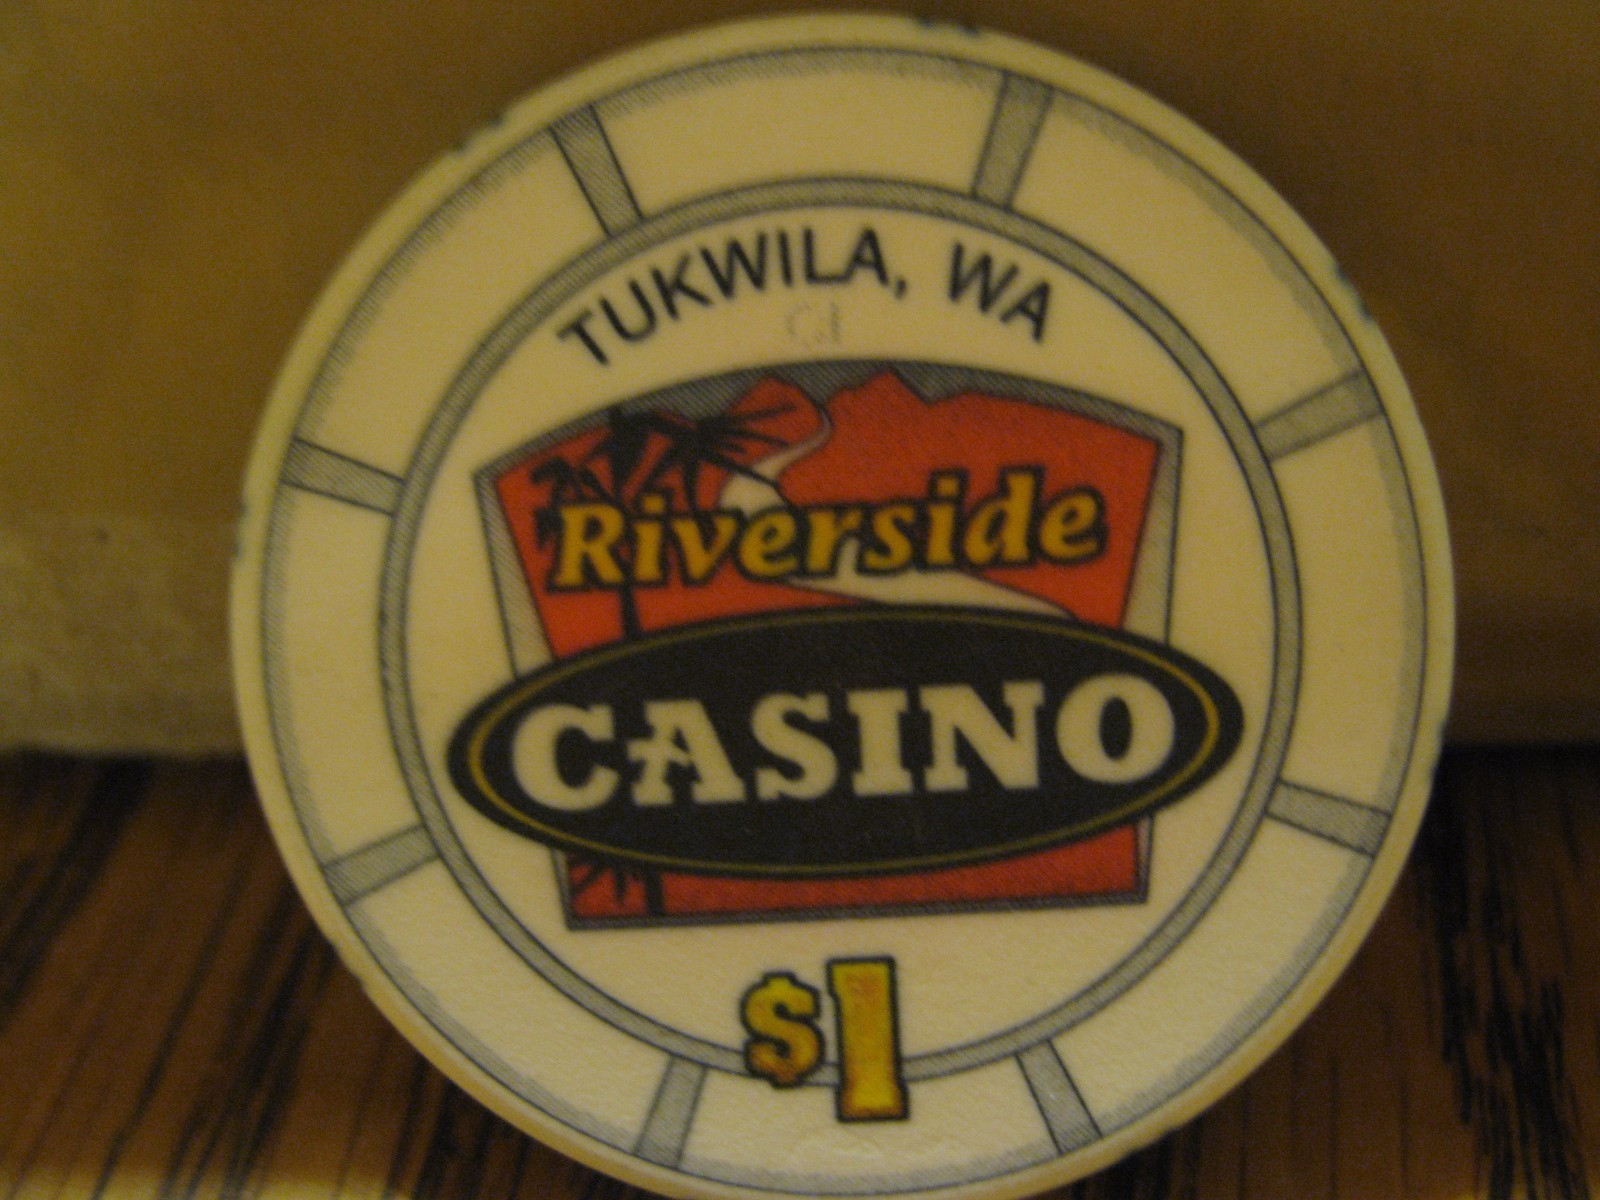 TUKWILA, WA
Riverside
CASINO
$1